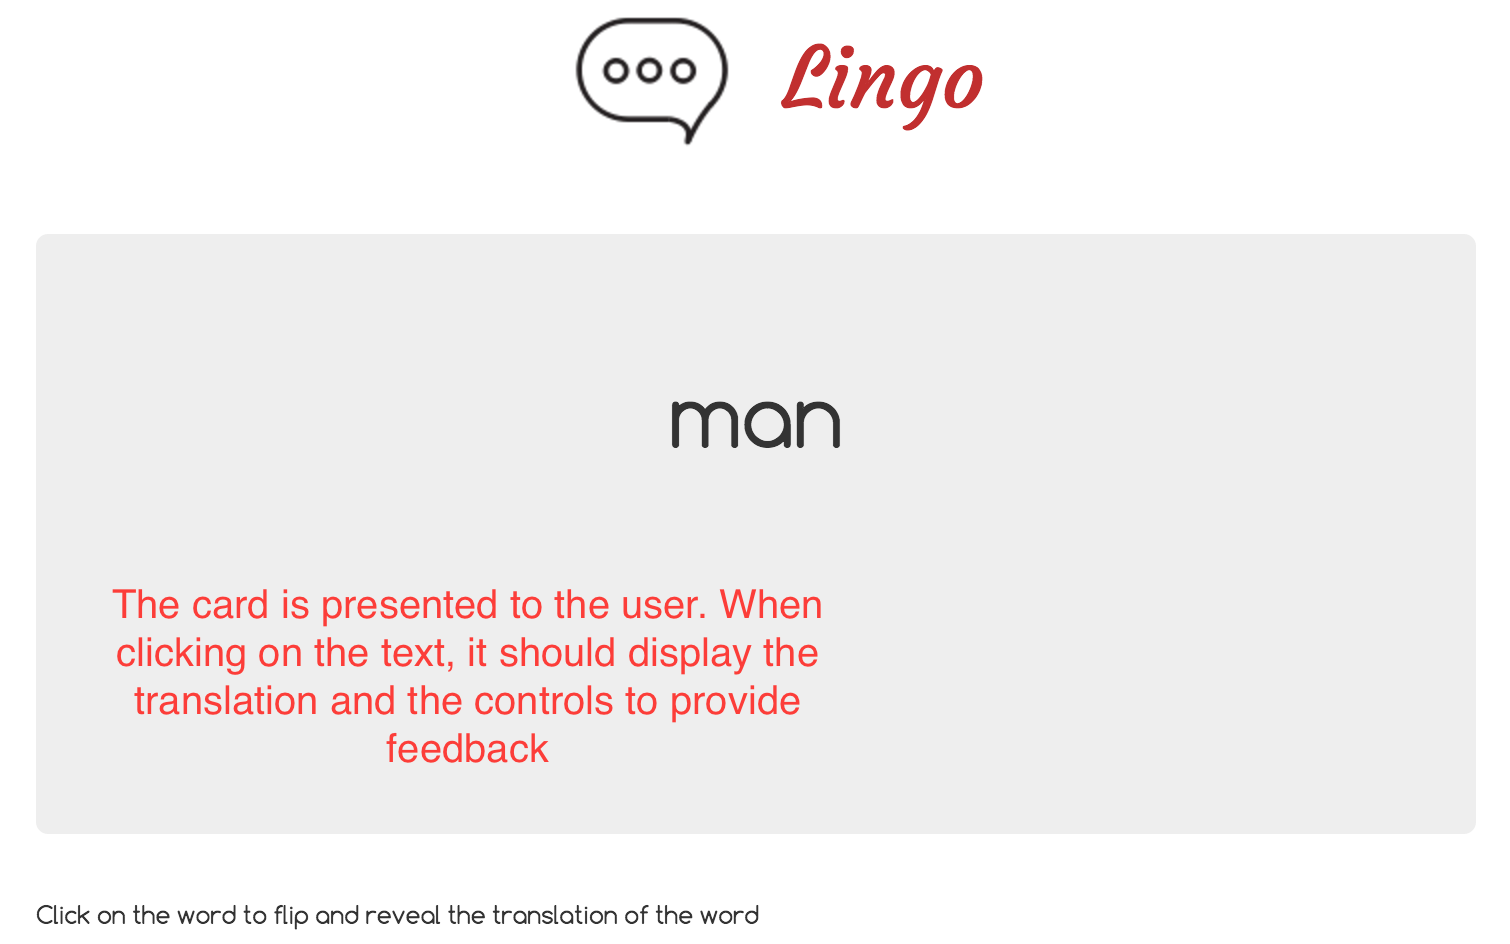 Lingo
man
The card is presented to the user. When
clicking on the text, it should display the
translation and the controls to provide
feedback
Click on the word to flip and reveal the translation of the word